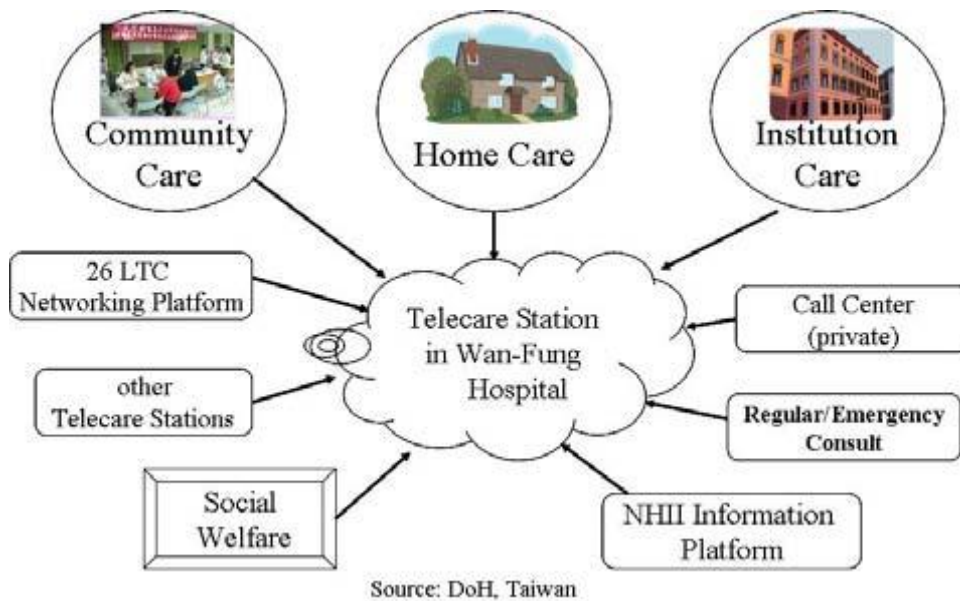 Community
Care
Home Care
Institution
Care
26 LTC
Networking Platform
Telecare Station
in Wan-Fung
Hospital
Call Center
(private)
other
Telecare Stations
Regular/Emergency
Consult
Social
Welfare
NHII Information
Platform
Source: DoH, Taiwan